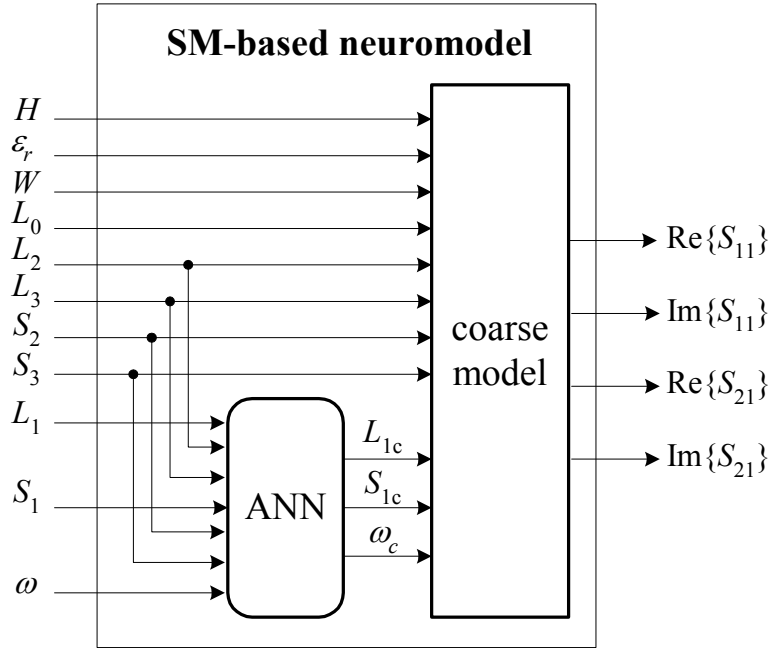 SM-based neuromodel
H
εr
W
L0
L2
L3
S2
S3
L1
S1
ω
ANN
L1c
S1c
ωc
coarse
model
Re{S11}
Im{S11}
Re{S21}
Im{S21}